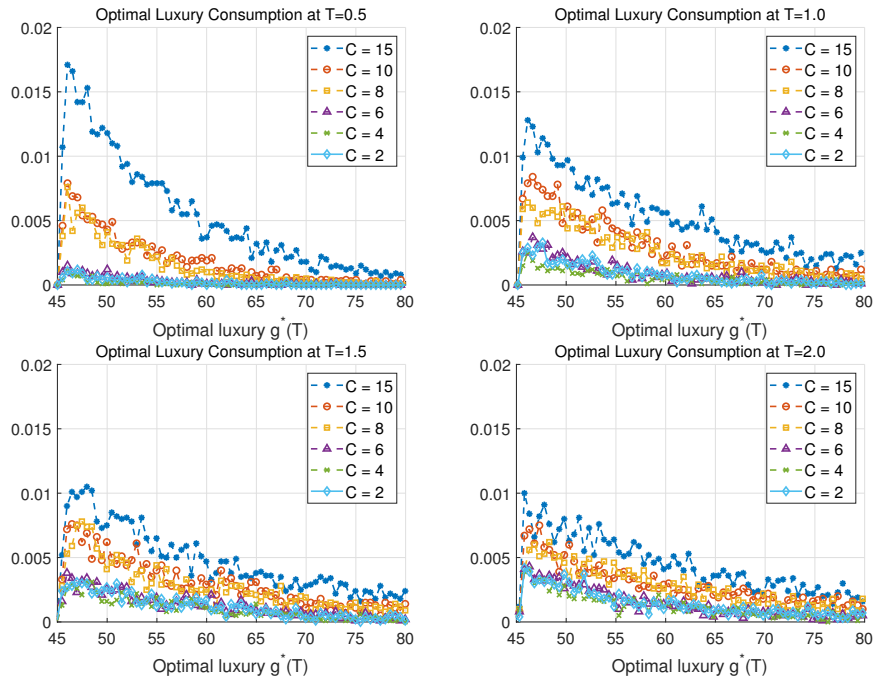 Optimal Luxury Consumption at T=0.5
0.02
0.015
0.01
0.005
0
45 50 55 60 65 70 75 80
Optimal luxury g*(T)
C = 15
C = 10
C = 8
C = 6
C = 4
C = 2
Optimal Luxury Consumption at T=1.0
0.02
0.015
0.01
0.005
0
45 50 55 60 65 70 75 80
Optimal luxury g*(T)
C = 15
C = 10
C = 8
C = 6
C = 4
C = 2
Optimal Luxury Consumption at T=1.5
0.02
0.015
0.01
0.005
0
45 50 55 60 65 70 75 80
Optimal luxury g*(T)
C = 15
C = 10
C = 8
C = 6
C = 4
C = 2
Optimal Luxury Consumption at T=2.0
0.02
0.015
0.01
0.005
0
45 50 55 60 65 70 75 80
Optimal luxury g*(T)
C = 15
C = 10
C = 8
C = 6
C = 4
C = 2